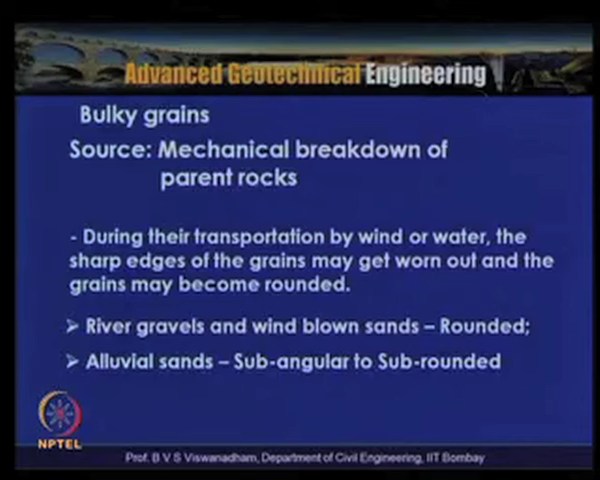 Advanced Geotechnical Engineering
Bulky grains
Source: Mechanical breakdown of
parent rocks
- During their transportation by wind or water, the
sharp edges of the grains may get worn out and the
grains may become rounded.
➢ River gravels and wind blown sands – Rounded;
➢ Alluvial sands – Sub-angular to Sub-rounded
NPTEL
Prof. B V S Viswanadham, Department of Civil Engineering, IIT Bombay